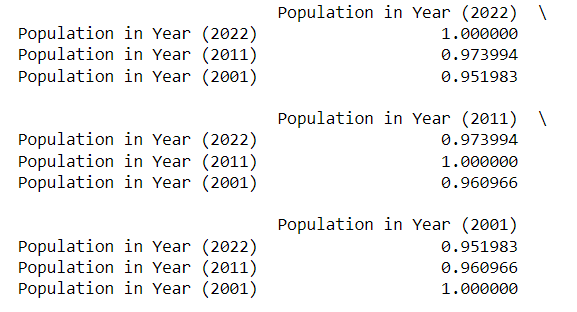 Population in Year (2022) \
Population in Year (2022) 1.000000
Population in Year (2011) 0.973994
Population in Year (2001) 0.951983
Population in Year (2011) \
Population in Year (2022) 0.973994
Population in Year (2011) 1.000000
Population in Year (2001) 0.960966
Population in Year (2001)
Population in Year (2022) 0.951983
Population in Year (2011) 0.960966
Population in Year (2001) 1.000000